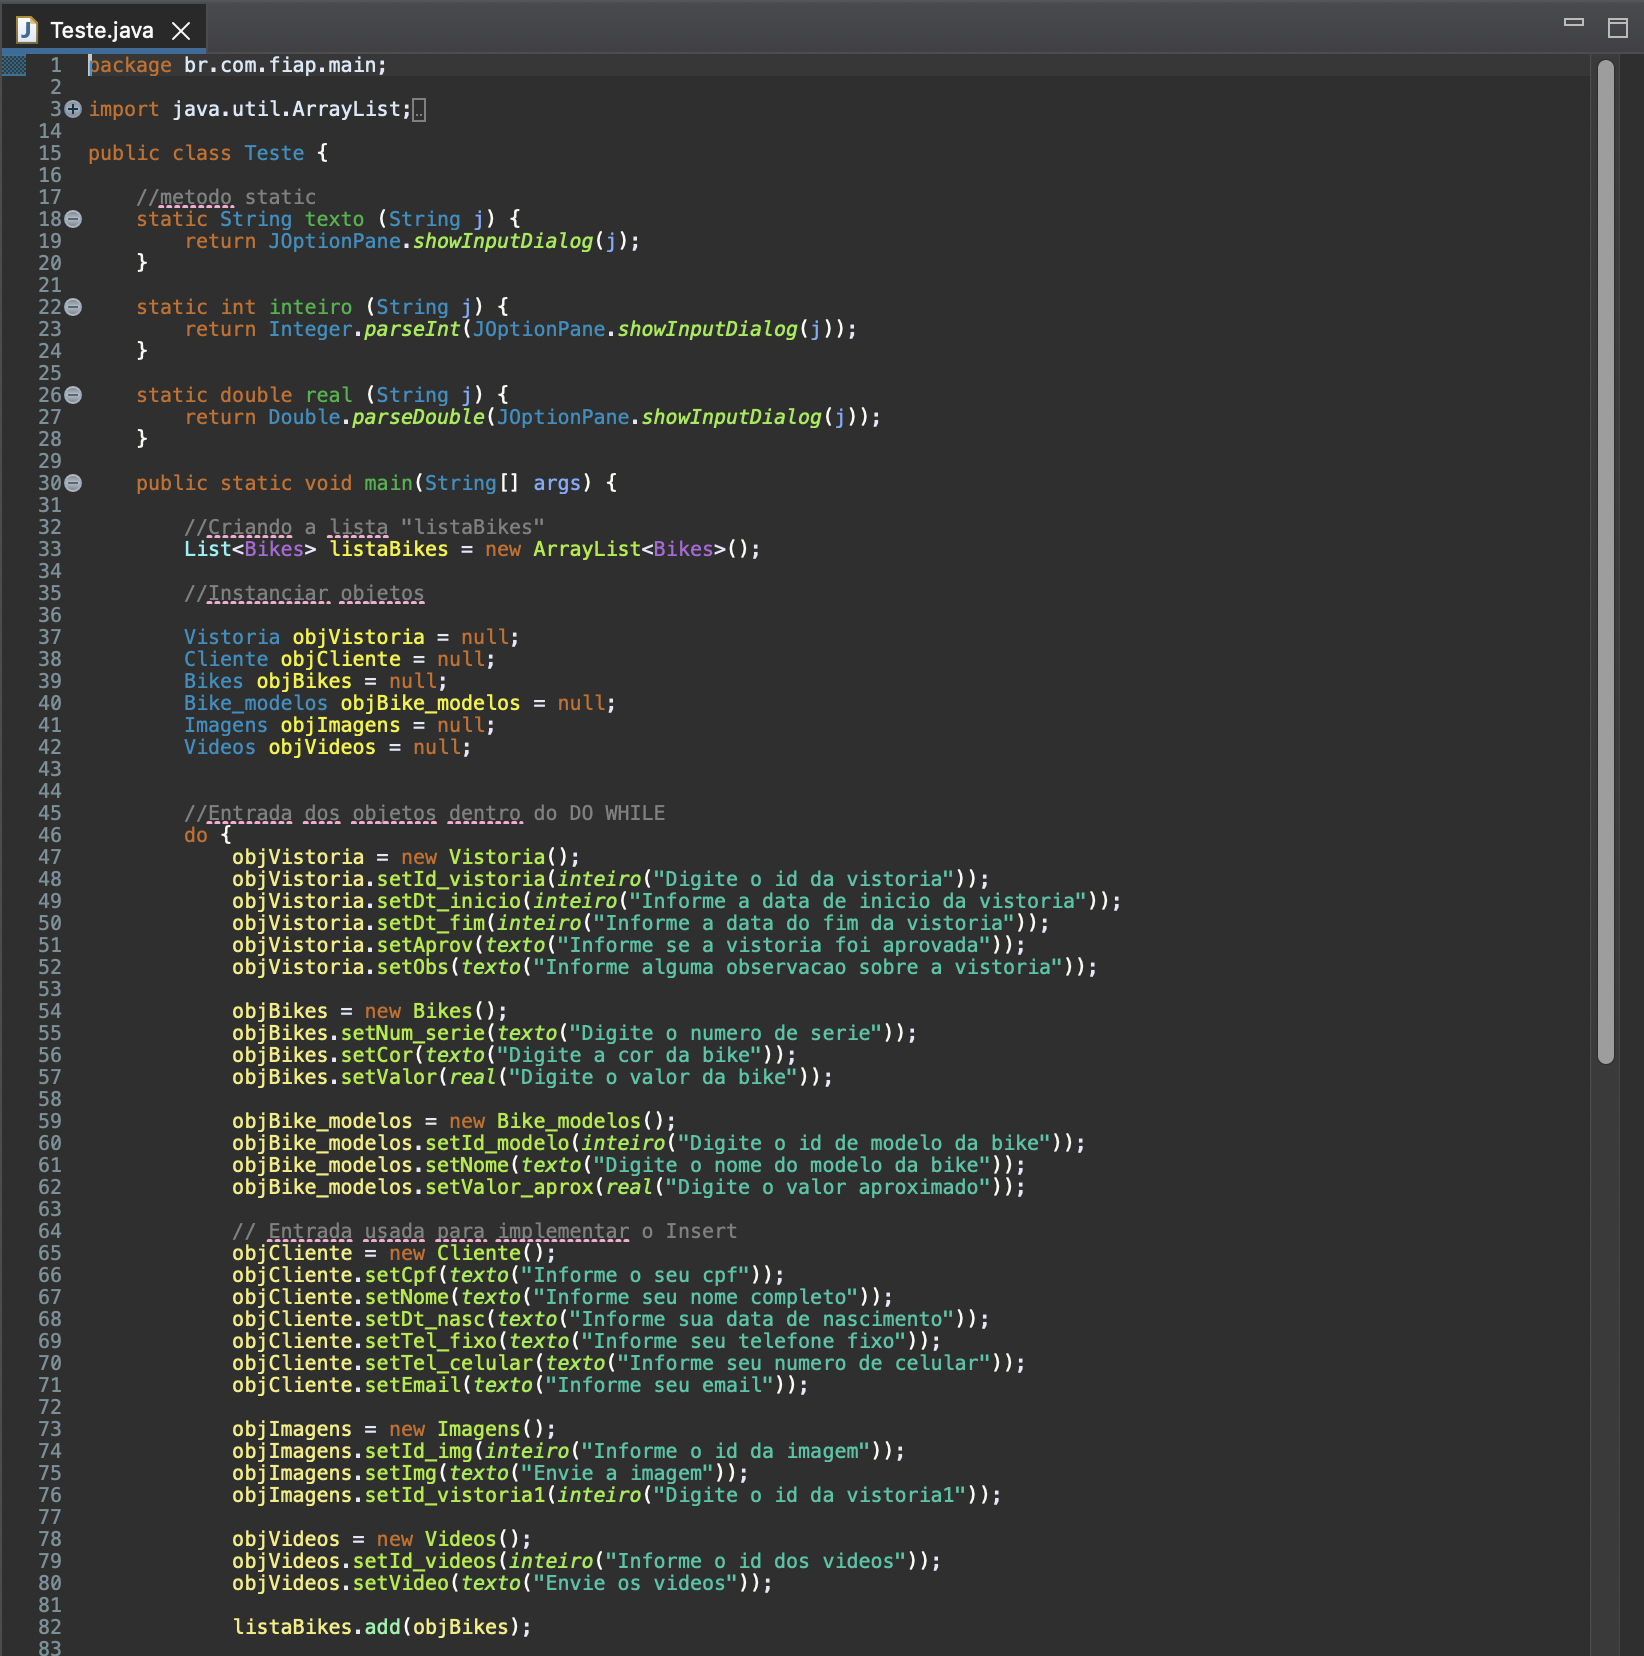 Teste.java
1 package br.com.fiap.main;
2
3 import java.util.ArrayList;
14
15 public class Teste {
16
17     //metodo static
18     static String texto (String j) {
19         return JOptionPane.showInputDialog(j);
20     }
21
22     static int inteiro (String j) {
23         return Integer.parseInt(JOptionPane.showInputDialog(j));
24     }
25
26     static double real (String j) {
27         return Double.parseDouble(JOptionPane.showInputDialog(j));
28     }
29
30     public static void main(String[] args) {
31
32         //Criando a lista "listaBikes"
33         List<Bikes> listaBikes = new ArrayList<Bikes>();
34
35         //Instanciar objetos
36
37         Vistoria objVistoria = null;
38         Cliente objCliente = null;
39         Bikes objBikes = null;
40         Bike_modelos objBike_modelos = null;
41         Imagens objImagens = null;
42         Videos objVideos = null;
43
44
45         //Entrada dos objetos dentro do DO WHILE
46         do {
47             objVistoria = new Vistoria();
48             objVistoria.setId_vistoria(inteiro("Digite o id da vistoria"));
49             objVistoria.setDt_inicio(inteiro("Informe a data de inicio da vistoria"));
50             objVistoria.setDt_fim(inteiro("Informe a data do fim da vistoria"));
51             objVistoria.setAprov(texto("Informe se a vistoria foi aprovada"));
52             objVistoria.setObs(texto("Informe alguma observacao sobre a vistoria"));
53
54             objBikes = new Bikes();
55             objBikes.setNum_serie(texto("Digite o numero de serie"));
56             objBikes.setCor(texto("Digite a cor da bike"));
57             objBikes.setValor(real("Digite o valor da bike"));
58
59             objBike_modelos = new Bike_modelos();
60             objBike_modelos.setId_modelo(inteiro("Digite o id de modelo da bike"));
61             objBike_modelos.setNome(texto("Digite o nome do modelo da bike"));
62             objBike_modelos.setValor_aprox(real("Digite o valor aproximado"));
63
64             // Entrada usada para implementar o Insert
65             objCliente = new Cliente();
66             objCliente.setCpf(texto("Informe o seu cpf"));
67             objCliente.setNome(texto("Informe seu nome completo"));
68             objCliente.setDt_nasc(texto("Informe sua data de nascimento"));
69             objCliente.setTel_fixo(texto("Informe seu telefone fixo"));
70             objCliente.setTel_celular(texto("Informe seu numero de celular"));
71             objCliente.setEmail(texto("Informe seu email"));
72
73             objImagens = new Imagens();
74             objImagens.setId_img(inteiro("Informe o id da imagem"));
75             objImagens.setImg(texto("Envie a imagem"));
76             objImagens.setId_vistoria1(inteiro("Digite o id da vistoria1"));
77
78             objVideos = new Videos();
79             objVideos.setId_videos(inteiro("Informe o id dos videos"));
80             objVideos.setVideo(texto("Envie os videos"));
81
82             listaBikes.add(objBikes);
83